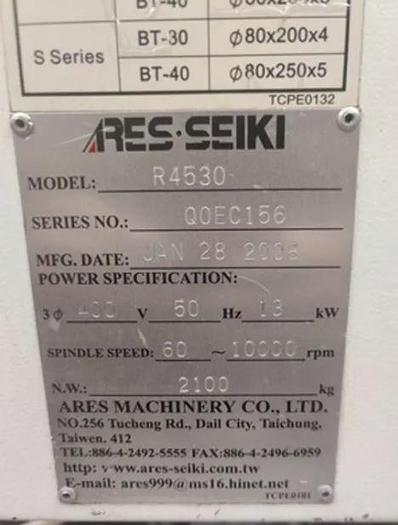 BT-40
S Series BT-30 ϕ80x200x4
BT-40 ϕ80x250x5
TCPE0132
ARES·SEIKI
MODEL: R4530
SERIES NO.: Q0EC156
MFG. DATE: JAN 28
POWER SPECIFICATION:
3ϕ 400 V 50 Hz 13 kW
SPINDLE SPEED: 60 ~ 10000 rpm
N.W.: 2100 kg
ARES MACHINERY CO., LTD.
NO.256 Tucheng Rd., Dail City, Taichung,
Taiwen. 412
TEL:886-4-2492-5555 FAX:886-4-2496-6959
http: www.ares-seiki.com.tw
E-mail: ares999@ms16.hinet.net